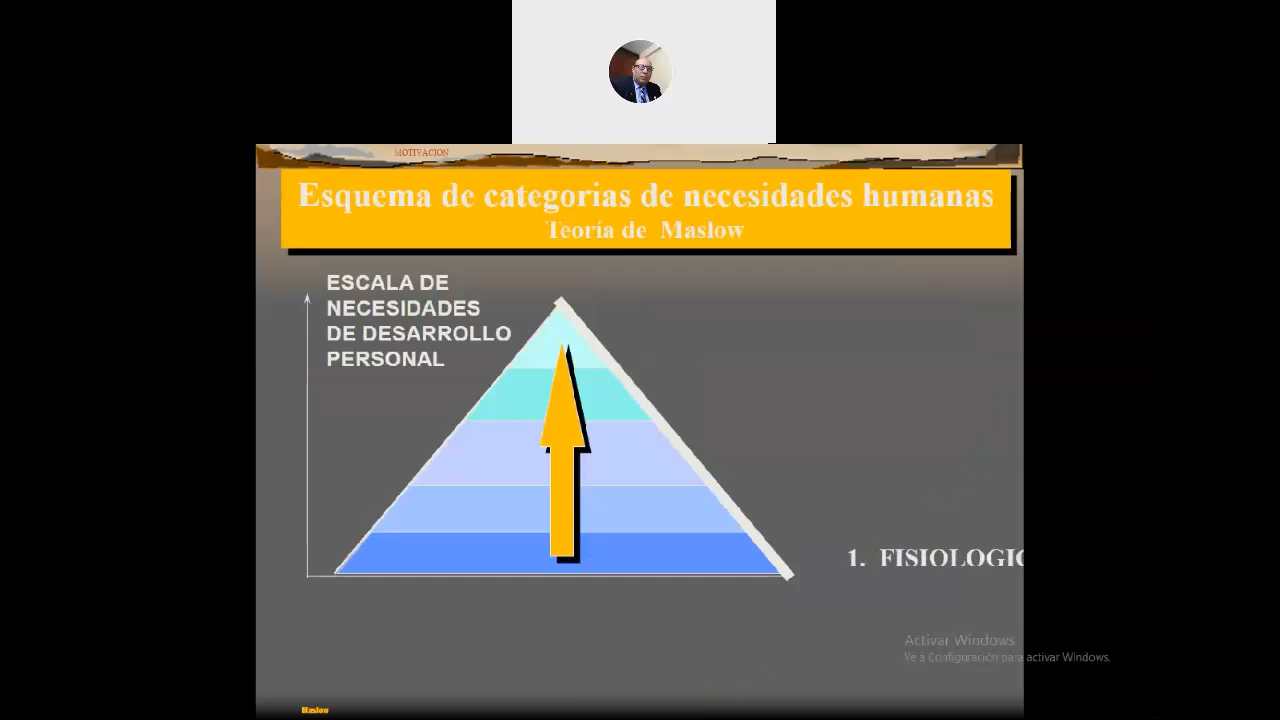 MOTIVACION
Esquema de categorias de necesidades humanas
Teoría de Maslow
ESCALA DE
NECESIDADES
DE DESARROLLO
PERSONAL
1. FISIOLOGIC
Activar Windows
Ve a Configuración para activar Windows.
Maslow